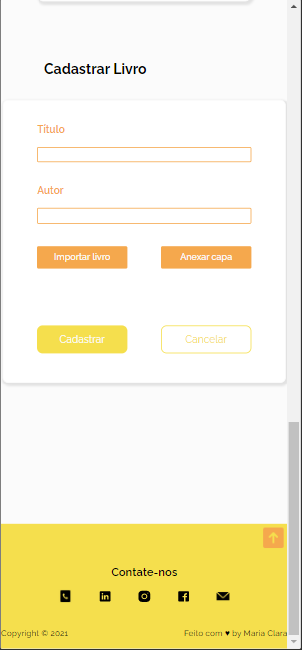 Cadastrar Livro
Título
Autor
Importar livro Anexar capa
Cadastrar Cancelar
Contate-nos
Copyright © 2021 Feito com ♥ by Maria Clara